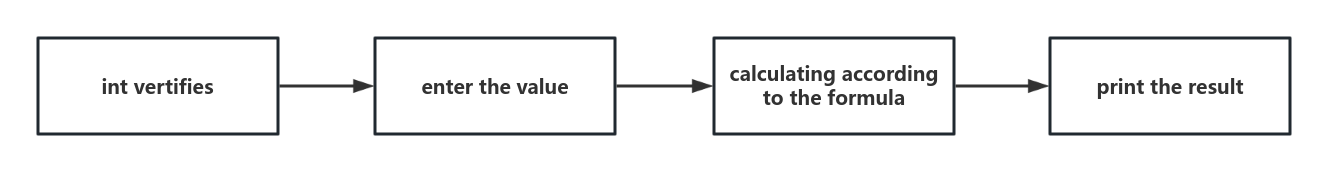 int vertifies
enter the value
calculating according
to the formula
print the result